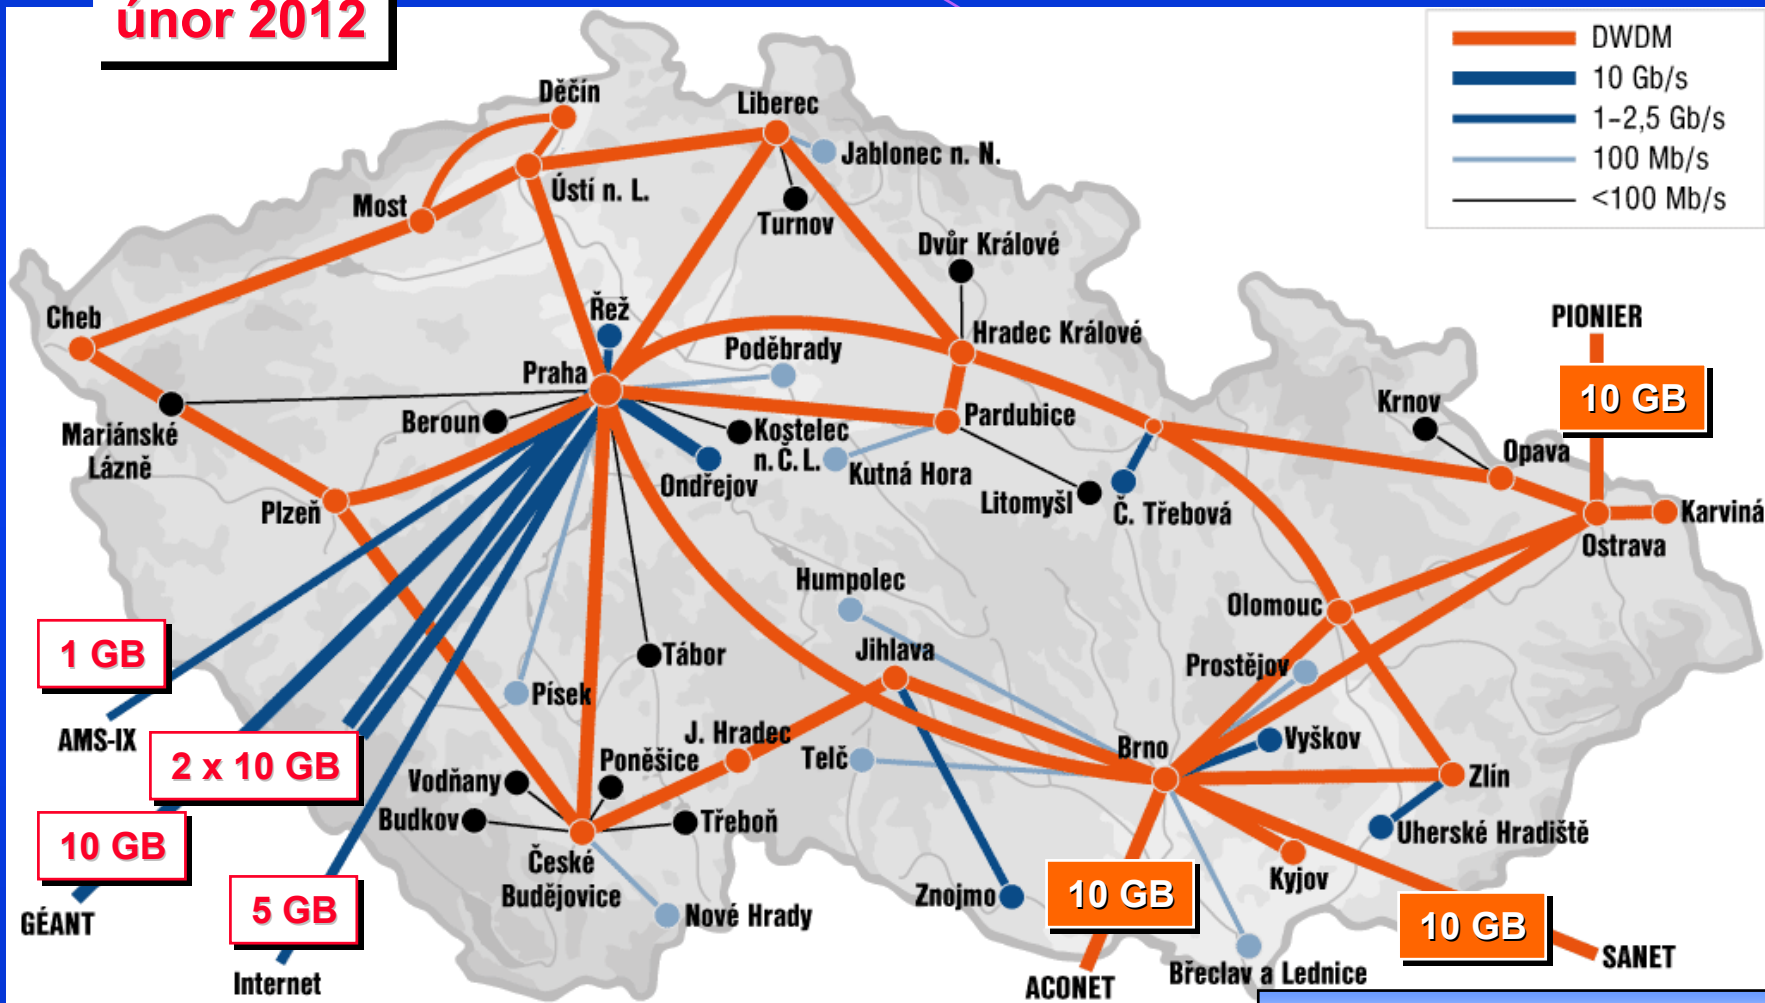 únor 2012
DWDM
10 Gb/s
1–2,5 Gb/s
100 Mb/s
<100 Mb/s
Děčín
Liberec
Jablonec n. N.
Ústí n. L.
Most
Turnov
Dvůr Králové
Cheb
Řež
Hradec Králové
PIONIER
Poděbrady
Praha
10 GB
Krnov
Mariánské
Lázně
Beroun
Kostelec
n. Č. L.
Pardubice
Opava
Plzeň
Ondřejov
Kutná Hora
Litomyšl
Č. Třebová
Karviná
Ostrava
Humpolec
Olomouc
1 GB
Tábor
Jihlava
Prostějov
Písek
AMS-IX
J. Hradec
Brno
Vyškov
2 x 10 GB
Poněšice
Telč
Vodňany
Zlín
Budkov
Třeboň
Uherské Hradiště
10 GB
České
Budějovice
Kyjov
GÉANT
5 GB
Nové Hrady
Znojmo
10 GB
10 GB
Internet
ACONET
Břeclav a Lednice
SANET